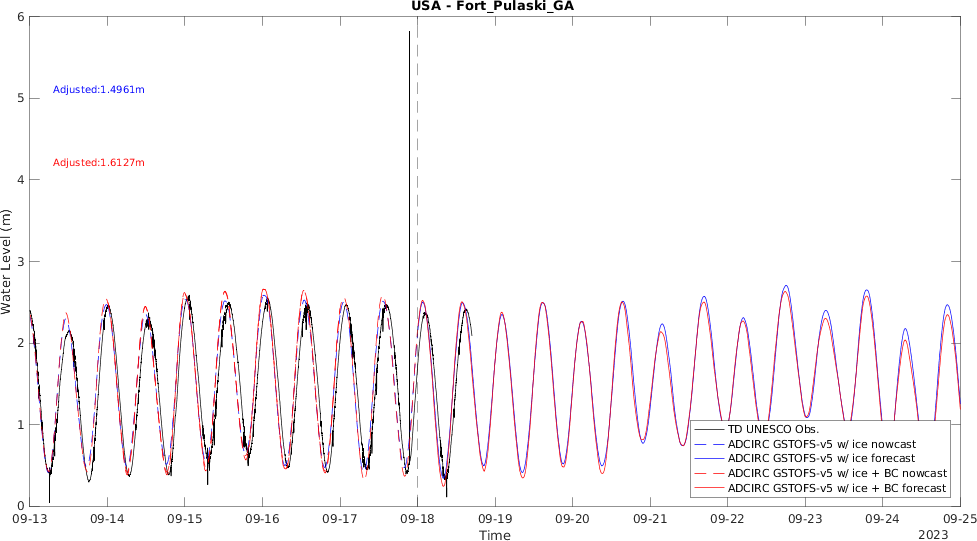 USA - Fort_Pulaski_GA
6
5
4
3
2
1
0
Water Level (m)
Adjusted:1.4961m
Adjusted:1.6127m
TD UNESCO Obs.
ADCIRC GSTOFS-v5 w/ ice nowcast
ADCIRC GSTOFS-v5 w/ ice forecast
ADCIRC GSTOFS-v5 w/ ice + BC nowcast
ADCIRC GSTOFS-v5 w/ ice + BC forecast
09-13 09-14 09-15 09-16 09-17 09-18 09-19 09-20 09-21 09-22 09-23 09-24 09-25
Time
2023